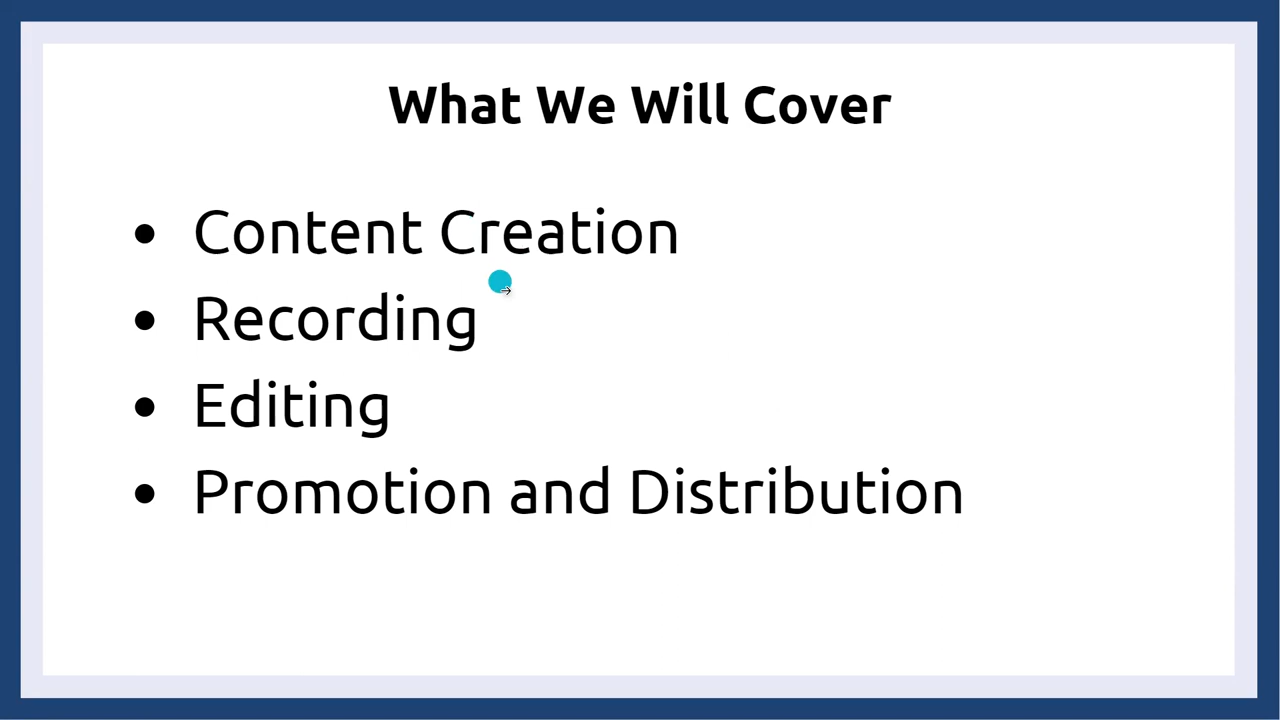 What We Will Cover
• Content Creation
• Recording
• Editing
• Promotion and Distribution